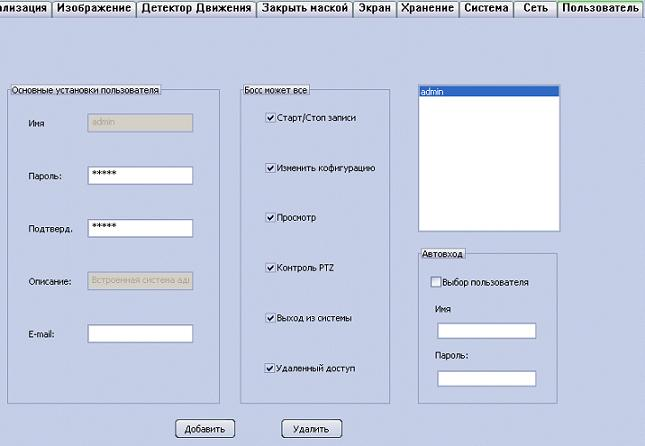 ализация Изображение Детектор Движения Закрыть маской Экран Хранение Система Сеть Пользователь
Основные установки пользователя
Имя admin
Пароль: *****
Подтверд. *****
Описание: Встроенная система ад
E-mail:
Босс может все
Старт/Стоп записи
Изменить кофигурацию
Просмотр
Контроль PTZ
Выход из системы
Удаленный доступ
admin
Автовход
Выбор пользователя
Имя
Пароль:
Добавить Удалить